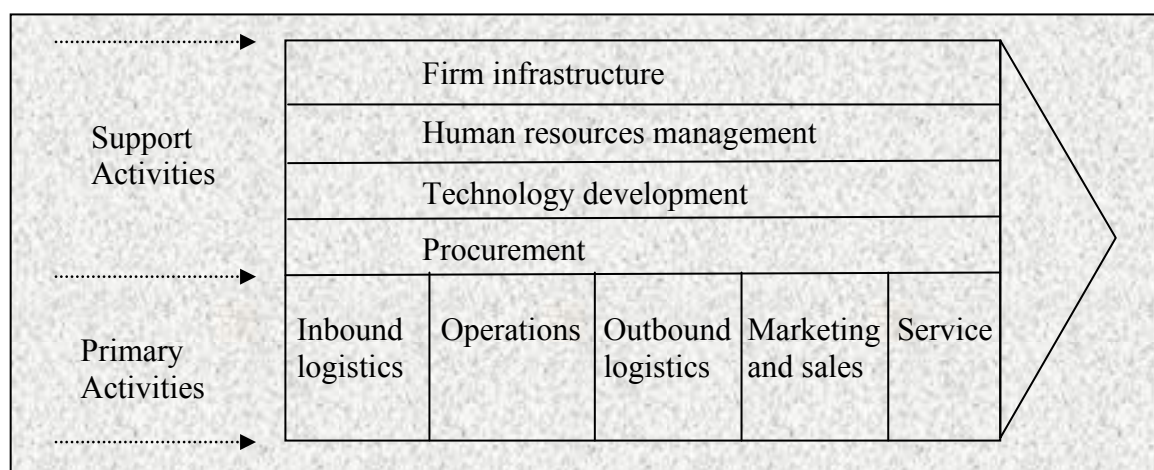 Firm infrastructure
Human resources management
Support
Activities
Technology development
Procurement
Inbound
logistics
Operations
Outbound
logistics
Marketing
and sales
Service
Primary
Activities